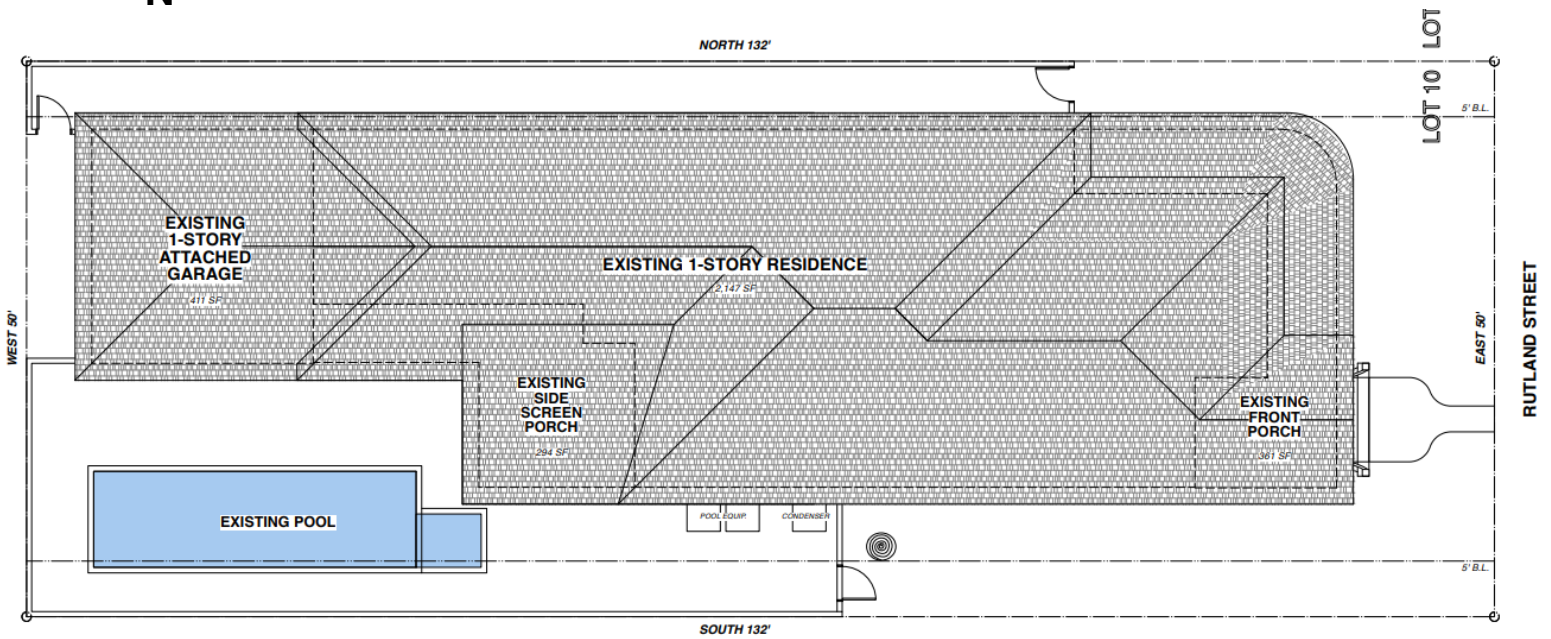 N
NORTH 132'
LOT 10 LOT
5' B.L.
EXISTING
1-STORY
ATTACHED
GARAGE
411 SF
EXISTING 1-STORY RESIDENCE
2,147 SF
WEST 50'
EAST 50'
RUTLAND STREET
EXISTING
SIDE
SCREEN
PORCH
294 SF
EXISTING
FRONT
PORCH
361 SF
EXISTING POOL
POOL EQUIP.
CONDENSER
5' B.L.
SOUTH 132'